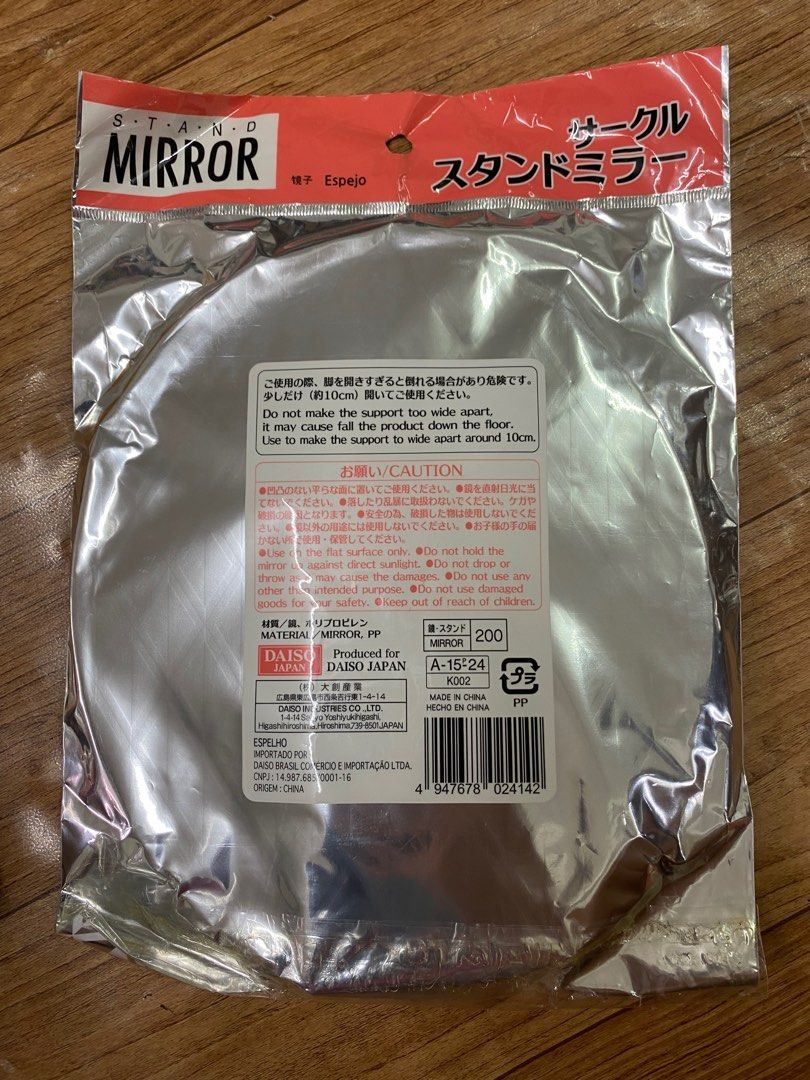 S·T·A·N·D
MIRROR
镜子 Espejo
サークル
スタンドミラー
ご使用の際、脚を開きすぎると倒れる場合があり危険です。
少しだけ(約10cm)開いてご使用ください。
Do not make the support too wide apart,
it may cause fall the product down the floor.
Use to make the support to wide apart around 10cm.
お願い/CAUTION
●凹凸のない平らな面に置いてご使用ください。●鏡を直射日光に当
てないでください。●落したり乱暴に取扱わないでください。ケガや
破損の原因となります。●安全の為、破損した物は使用しないでくだ
さい。●鏡以外の用途には使用しないでください。●お子様の手の届
かない所で使用・保管してください。
●Use on the flat surface only. ●Do not hold the
mirror up against direct sunlight. ●Do not drop or
throw as may cause the damages. ●Do not use any
other than intended purpose. ●Do not use damaged
goods for your safety. ●Keep out of reach of children.
材質/鏡、ポリプロピレン
MATERIAL/MIRROR, PP
鏡・スタンド
MIRROR
200
DAISO
JAPAN
Produced for
DAISO JAPAN
A-15 24
K002
プラ
PP
(株)大創産業
広島県東広島市西条吉行東1-4-14
DAISO INDUSTRIES CO.,LTD.
1-4-14 Saijyo Yoshiyukihigashi,
Higashihiroshima,Hiroshima,739-8501JAPAN
MADE IN CHINA
HECHO EN CHINA
ESPELHO
IMPORTADO POR
DAISO BRASIL COMÉRCIO E IMPORTAÇÃO LTDA.
CNPJ : 14.987.685/0001-16
ORIGEM : CHINA
4 947678 024142